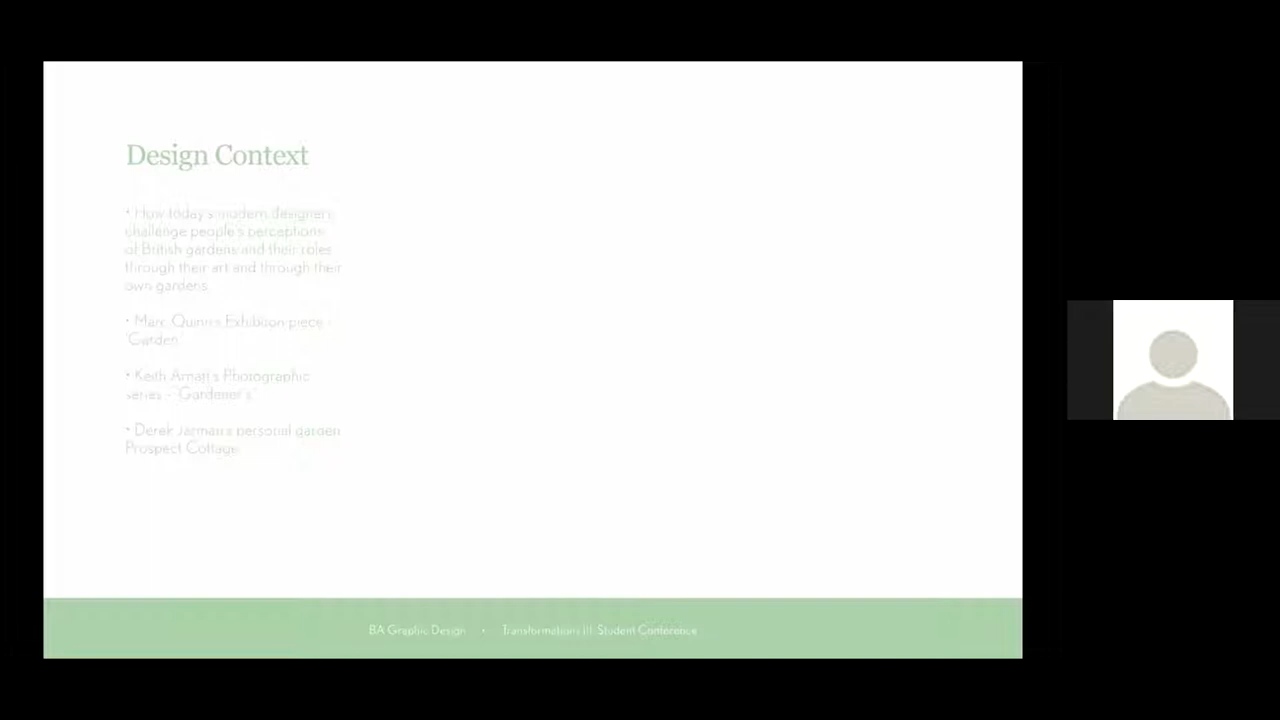 Design Context
• How today's modern designers
challenge people's perceptions
of British gardens and their roles
through their art and through their
own gardens.
• Marc Quinn's Exhibition piece -
'Garden'
• Keith Arnatt's Photographic
series - 'Gardener's'
• Derek Jarman's personal garden
Prospect Cottage.
BA Graphic Design • Transformations III: Student Conference